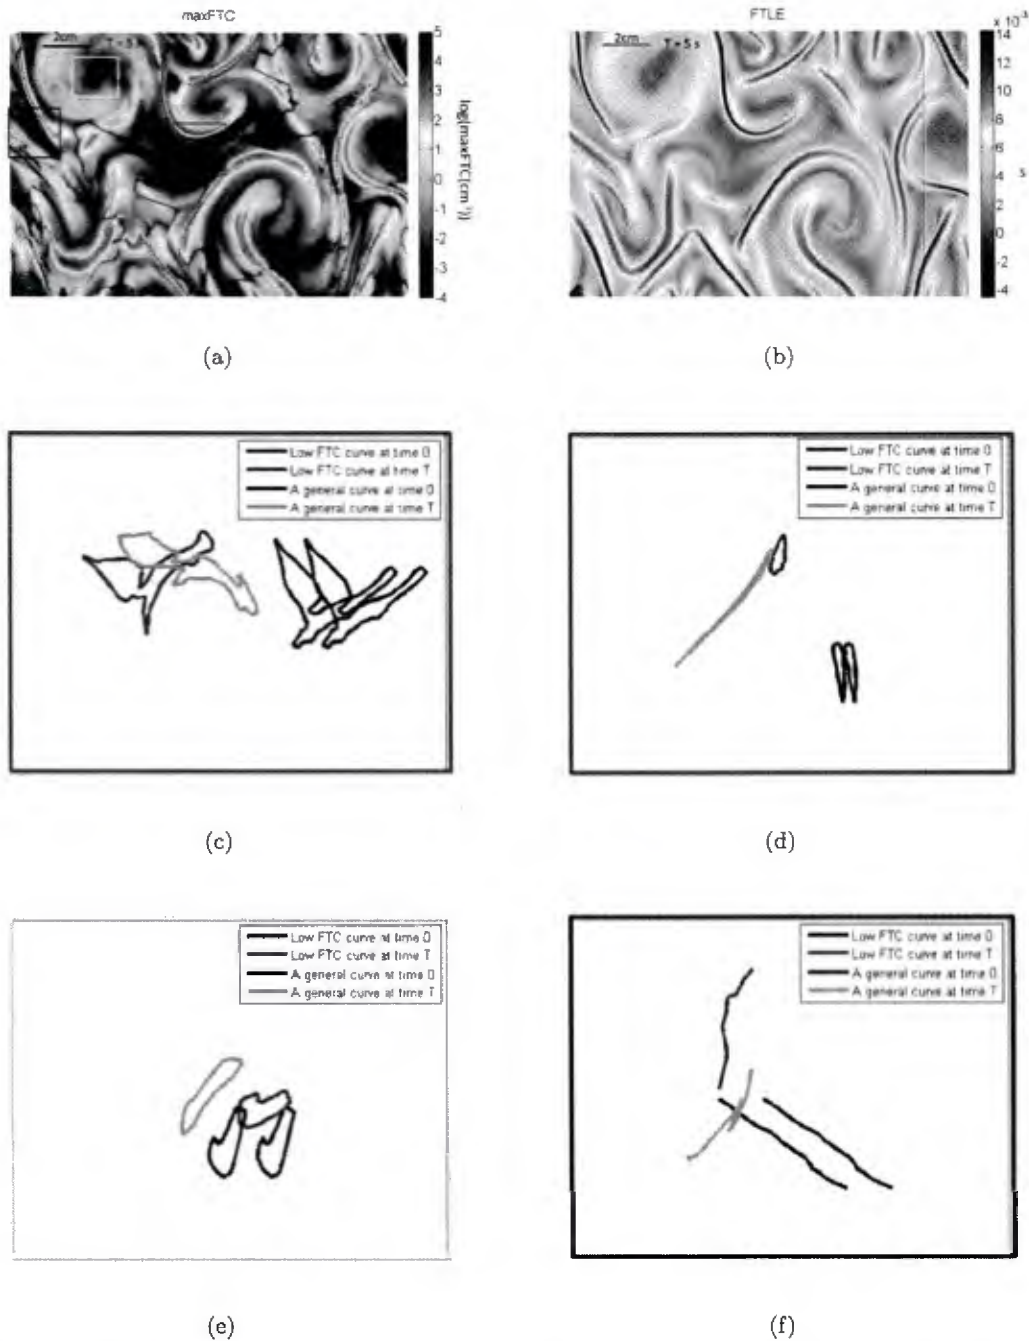 maxFTC
2cm
T = 5 s
5
4
3
2
1
0
-1
-2
-3
-4
log(maxFTC[cm⁻¹])
FTLE
2cm
T = 5 s
x 10⁻³
14
12
10
8
6
4
2
0
-2
-4
s
(a)
(b)
Low FTC curve at time 0
Low FTC curve at time T
A general curve at time 0
A general curve at time T
Low FTC curve at time 0
Low FTC curve at time T
A general curve at time 0
A general curve at time T
(c)
(d)
Low FTC curve at time 0
Low FTC curve at time T
A general curve at time 0
A general curve at time T
Low FTC curve at time 0
Low FTC curve at time T
A general curve at time 0
A general curve at time T
(e)
(f)